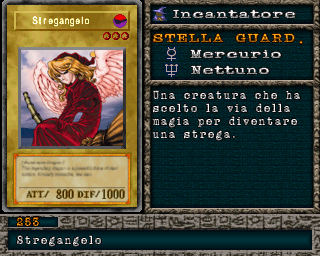 Stregangelo
ATT/ 800 DIF/1000
Incantatore
STELLA GUARD.
Mercurio
Nettuno
Una creatura che ha
scelto la via della
magia per diventare
una strega.
253
Stregangelo